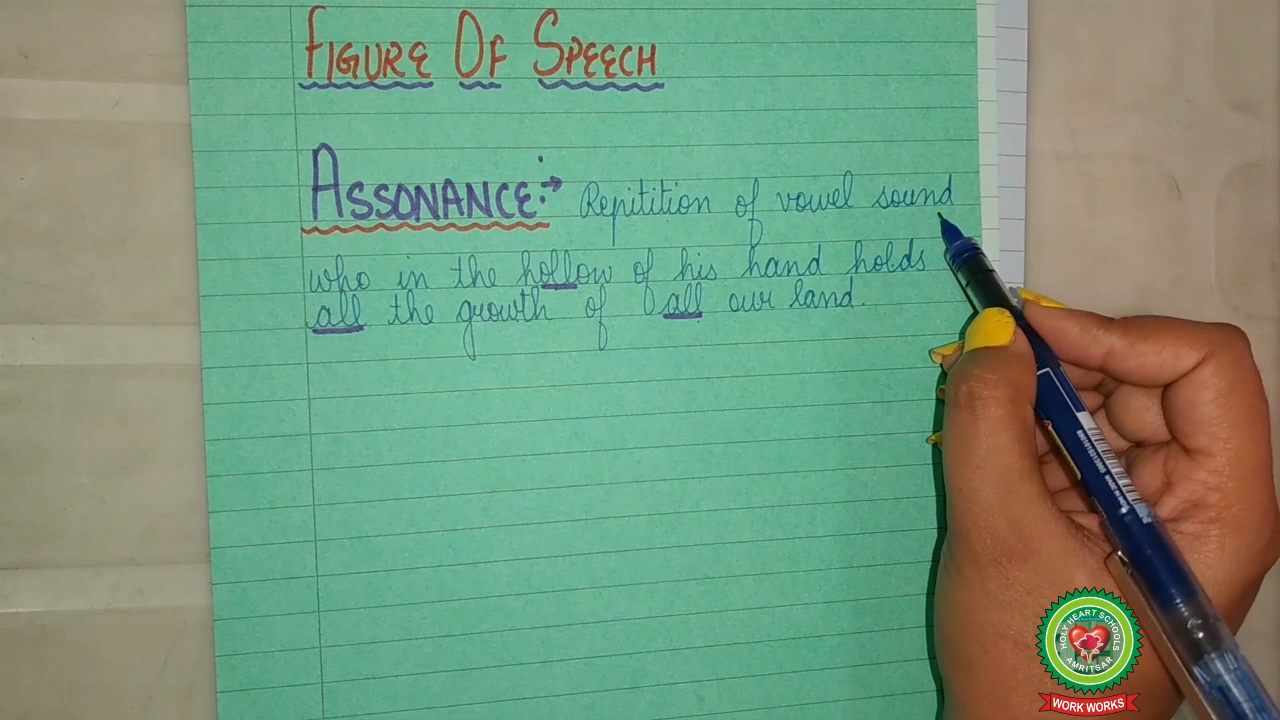 FIGURE OF SPEECH
ASSONANCE:→ Repitition of vowel sound
who in the hollow of his hand holds
all the growth of all our land.
HOLY HEART SCHOOLS
AMRITSAR
WORK WORKS